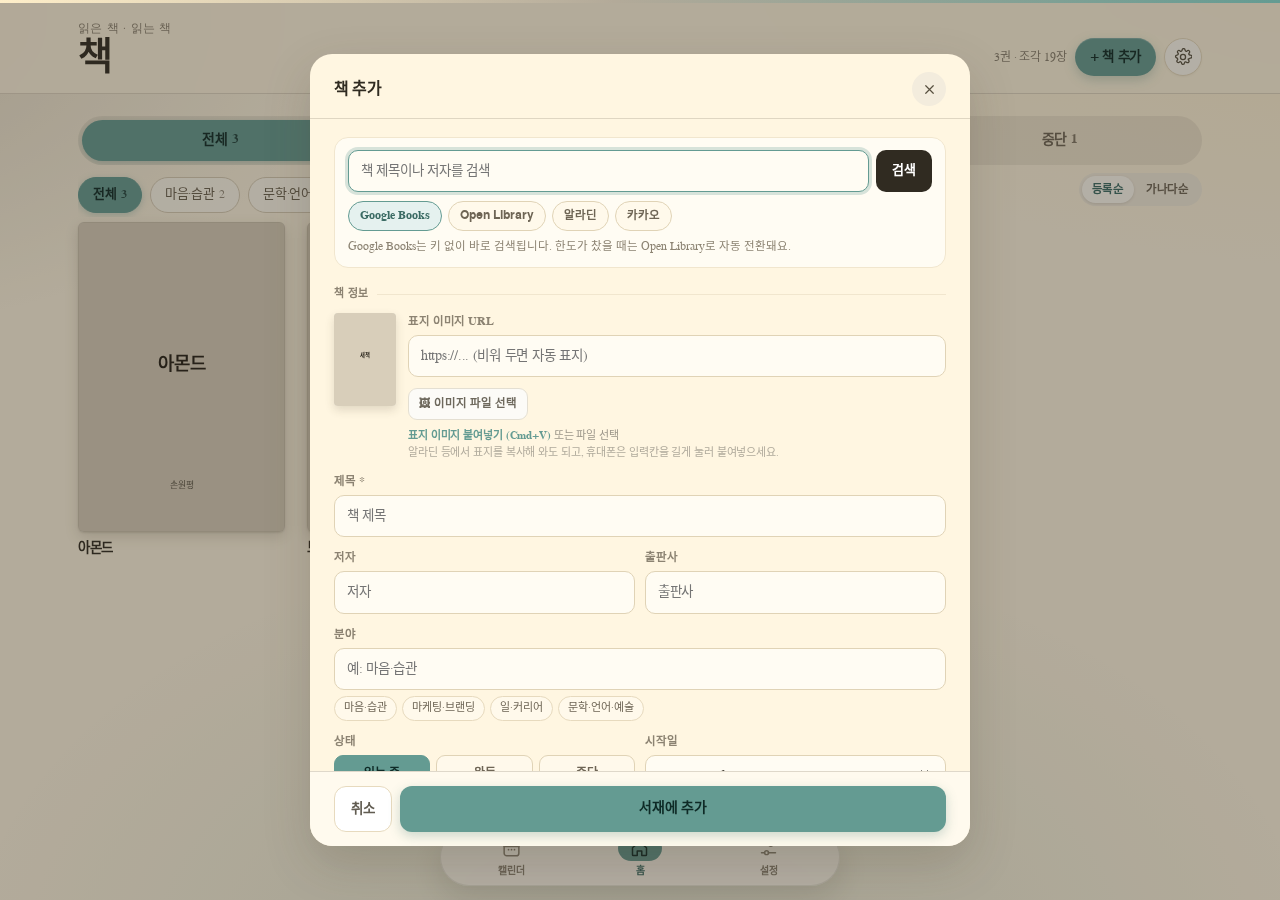 읽은 책 · 읽는 책
책
3권 · 조각 19장
+ 책 추가
전체 3
중단 1
전체 3
마음·습관 2
문학·언어
등록순
가나다순
아몬드
손원평
아몬드
책 추가
책 제목이나 저자를 검색
검색
Google Books
Open Library
알라딘
카카오
Google Books는 키 없이 바로 검색됩니다. 한도가 찼을 때는 Open Library로 자동 전환돼요.
책 정보
새책
표지 이미지 URL
https://... (비워 두면 자동 표지)
🖼 이미지 파일 선택
표지 이미지 붙여넣기 (Cmd+V) 또는 파일 선택
알라딘 등에서 표지를 복사해 와도 되고, 휴대폰은 입력칸을 길게 눌러 붙여넣으세요.
제목 *
책 제목
저자
출판사
저자
출판사
분야
예: 마음·습관
마음·습관
마케팅·브랜딩
일·커리어
문학·언어·예술
상태
시작일
취소
서재에 추가
캘린더
홈
설정